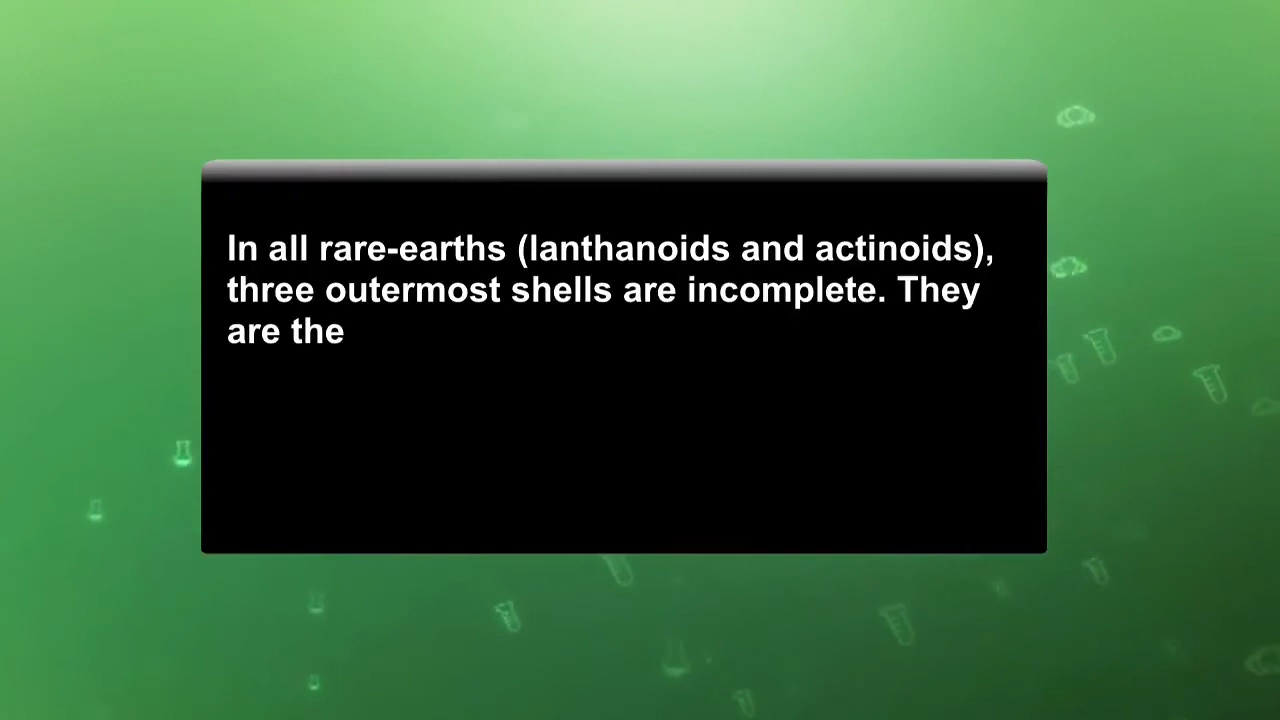 In all rare-earths (lanthanoids and actinoids),
three outermost shells are incomplete. They
are the